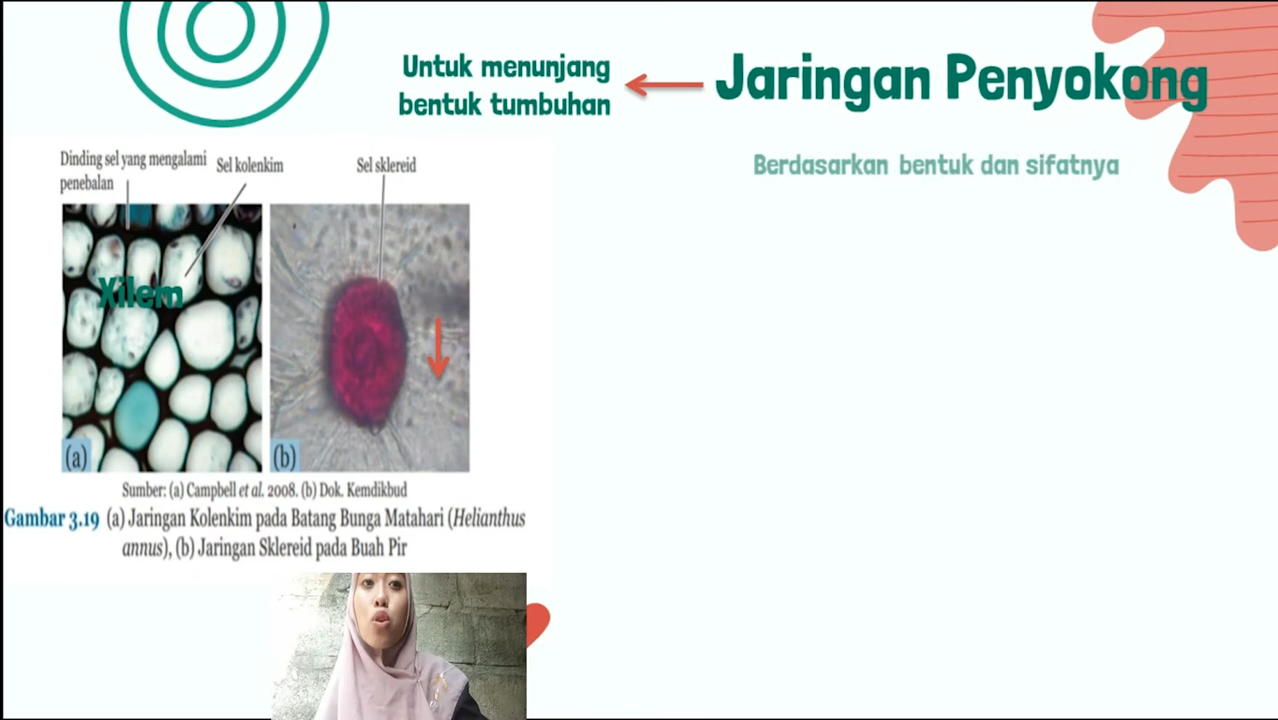 Untuk menunjang
bentuk tumbuhan
Jaringan Penyokong
Berdasarkan bentuk dan sifatnya
Dinding sel yang mengalami
penebalan
Sel kolenkim
Sel sklereid
Xilem
(a)
(b)
Sumber: (a) Campbell et al. 2008. (b) Dok. Kemdikbud
Gambar 3.19 (a) Jaringan Kolenkim pada Batang Bunga Matahari (Helianthus
annus), (b) Jaringan Sklereid pada Buah Pir